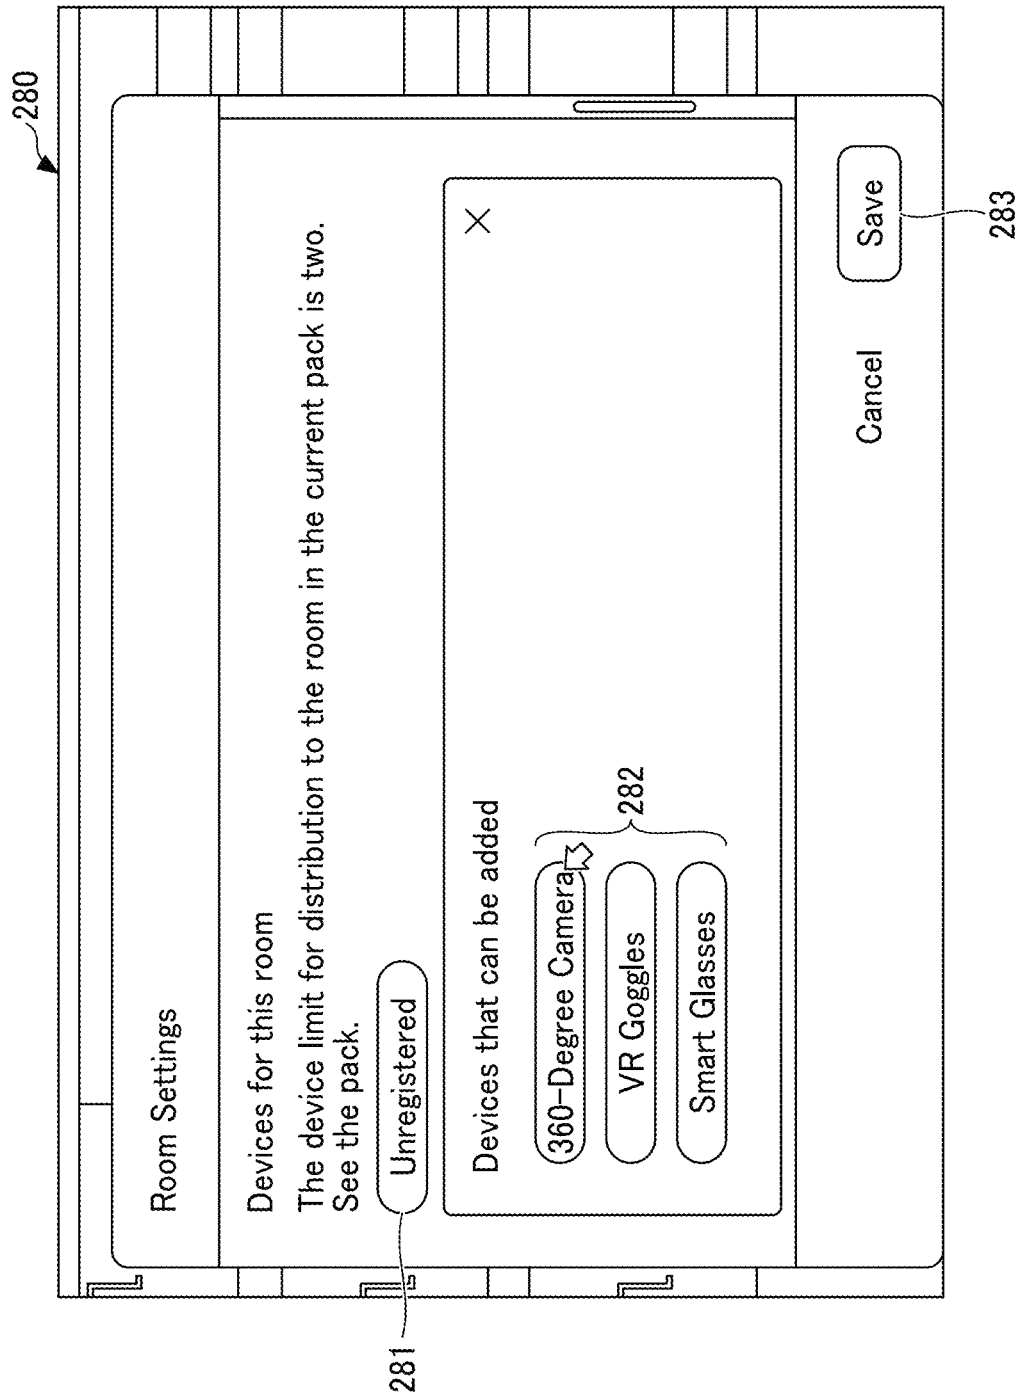 280
Room Settings
Devices for this room
The device limit for distribution to the room in the current pack is two.
See the pack.
Unregistered
281
Devices that can be added
×
360-Degree Camera
VR Goggles
Smart Glasses
282
Cancel
Save
283